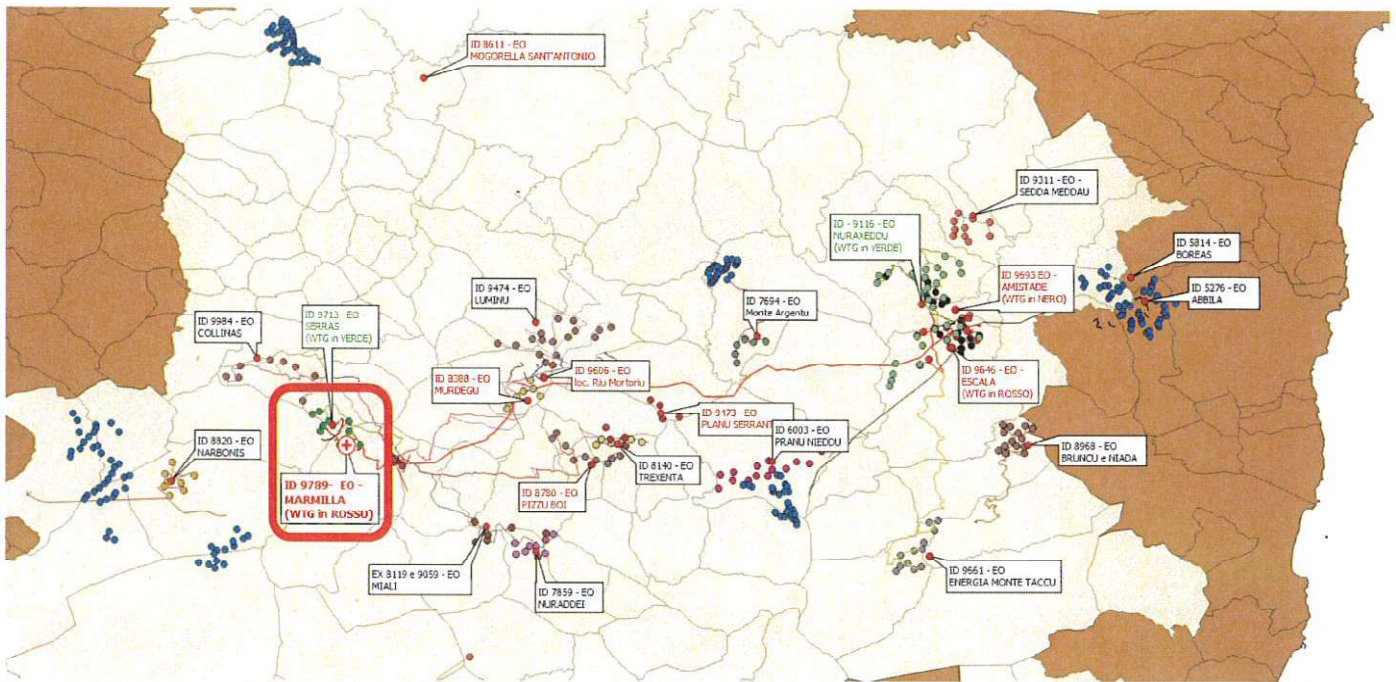 ID 8611 - EO
MOGORELLA SANT'ANTONIO
ID 9311 - EO -
SEDDA MEDDAU
ID - 9116 - EO
NURAXEDDU
(WTG in VERDE)
ID 5814 - EO
BOREAS
ID 9693 EO -
AMISTADE
(WTG in NERO)
ID 5276 - EO
ABBILA
ID 9474 - EO
LUMINU
ID 7694 - EO
Monte Argentu
ID 9984 - EO
COLLINAS
ID 9713 - EO
SERRAS
(WTG in VERDE)
ID 8388 - EO
MURDEGU
ID 9606 - EO
loc. Riu Mortoriu
ID 9646 - EO -
ESCALA
(WTG in ROSSO)
ID 9473 - EO
PLANU SERRANT
ID 6003 - EO
PRANU NIEDDU
ID 8820 - EO
NARBONIS
ID 8140 - EO
TREXENTA
ID 8968 - EO
BRUNCU e NIADA
ID 9789- EO -
MARMILLA
(WTG in ROSSO)
ID 8780 - EO
PIZZU BOI
EX 8119 e 9059 - EO
MIALI
ID 7859 - EO
NURADDEI
ID 9661 - EO
ENERGIA MONTE TACCU